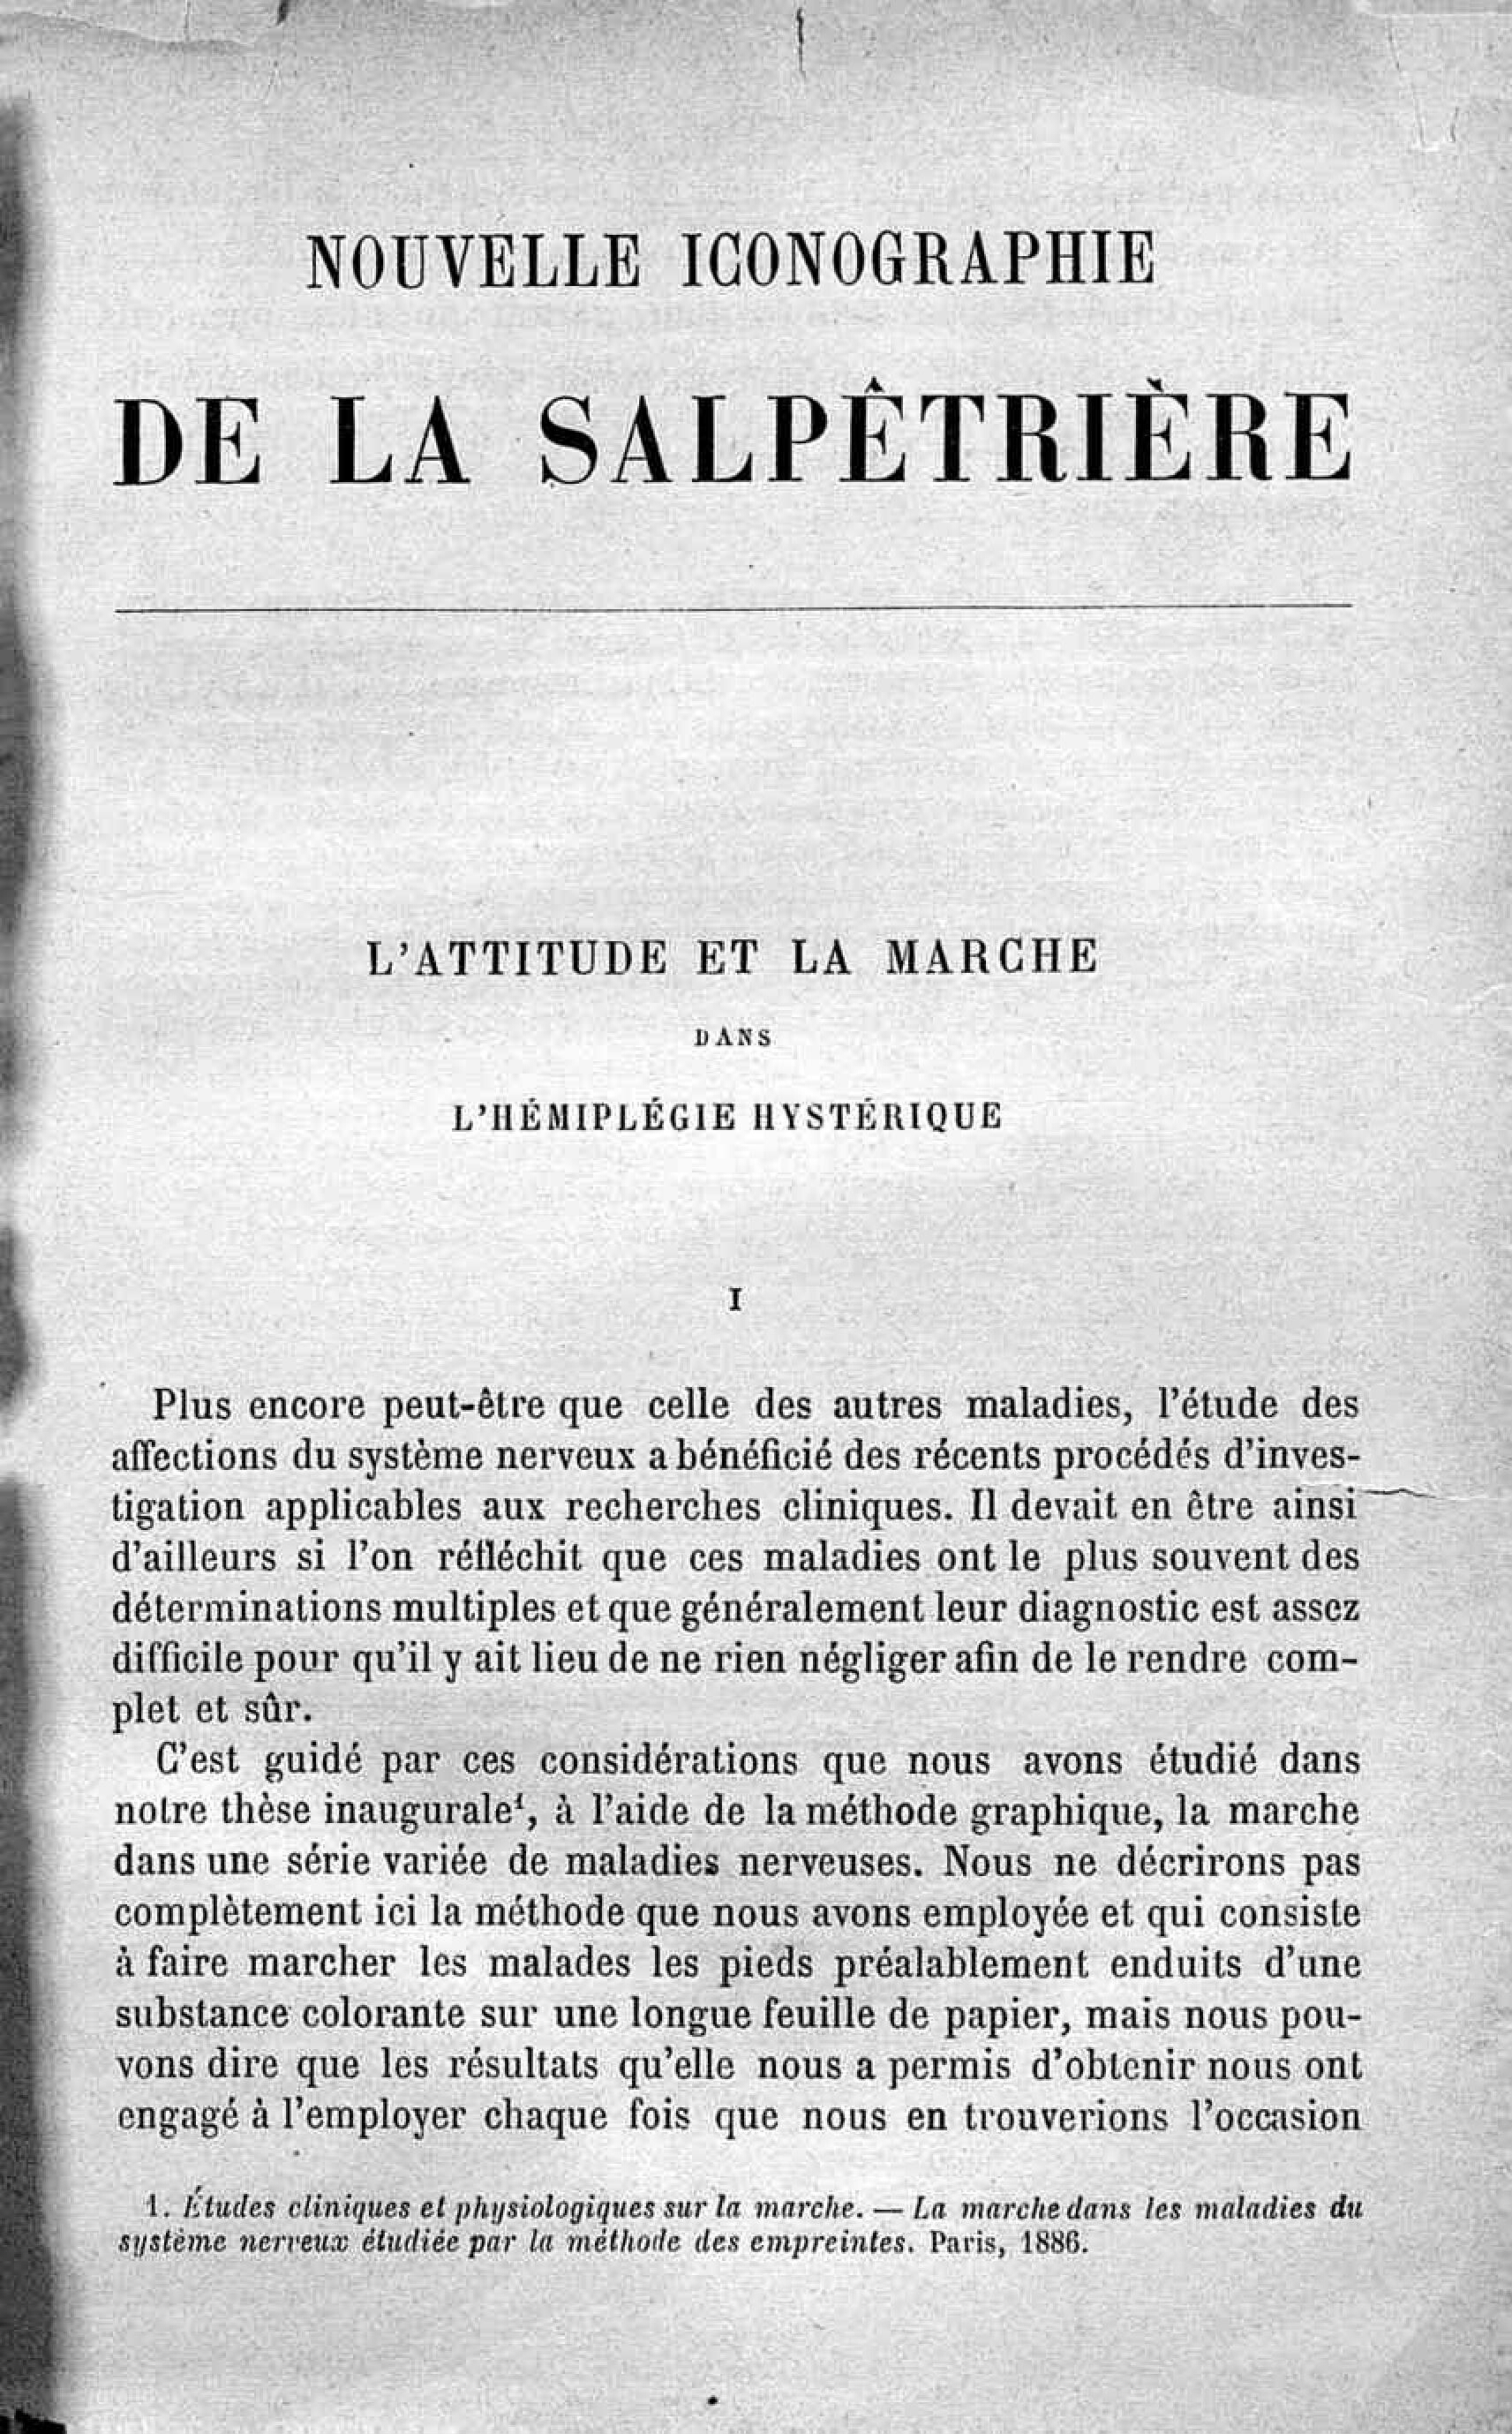 NOUVELLE ICONOGRAPHIE
DE LA SALPÊTRIÈRE
L'ATTITUDE ET LA MARCHE
DANS
L'HÉMIPLÉGIE HYSTÉRIQUE
I
Plus encore peut-être que celle des autres maladies, l'étude des
affections du système nerveux a bénéficié des récents procédés d'inves-
tigation applicables aux recherches cliniques. Il devait en être ainsi
d'ailleurs si l'on réfléchit que ces maladies ont le plus souvent des
déterminations multiples et que généralement leur diagnostic est assez
difficile pour qu'il y ait lieu de ne rien négliger afin de le rendre com-
plet et sûr.
C'est guidé par ces considérations que nous avons étudié dans
notre thèse inaugurale¹, à l'aide de la méthode graphique, la marche
dans une série variée de maladies nerveuses. Nous ne décrirons pas
complètement ici la méthode que nous avons employée et qui consiste
à faire marcher les malades les pieds préalablement enduits d'une
substance colorante sur une longue feuille de papier, mais nous pou-
vons dire que les résultats qu'elle nous a permis d'obtenir nous ont
engagé à l'employer chaque fois que nous en trouverions l'occasion
1. Études cliniques et physiologiques sur la marche. — La marche dans les maladies du
système nerveux étudiée par la méthode des empreintes. Paris, 1886.